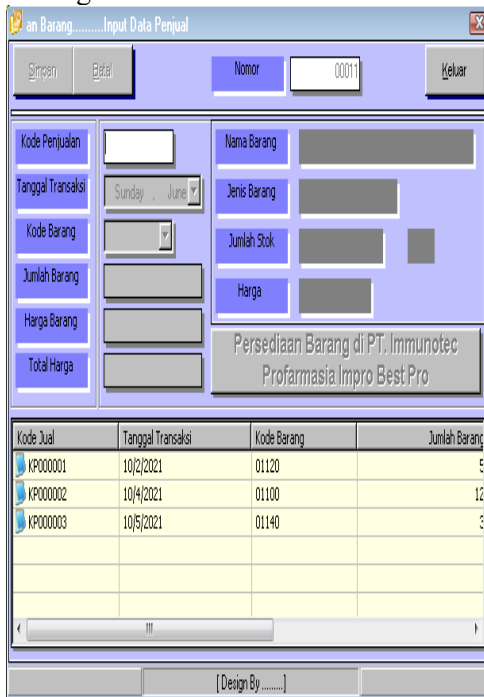 an Barang..........Input Data Penjual
Simpan Batal Nomor 00011 Keluar
Kode Penjualan
Tanggal Transaksi Sunday , June
Kode Barang
Jumlah Barang
Harga Barang
Total Harga
Nama Barang
Jenis Barang
Jumlah Stok
Harga
Persediaan Barang di PT. Immunotec
Profarmasia Impro Best Pro
Kode Jual Tanggal Transaksi Kode Barang Jumlah Barang
KP000001 10/2/2021 01120 5
KP000002 10/4/2021 01100 12
KP000003 10/5/2021 01140 3
[ Design By .........]